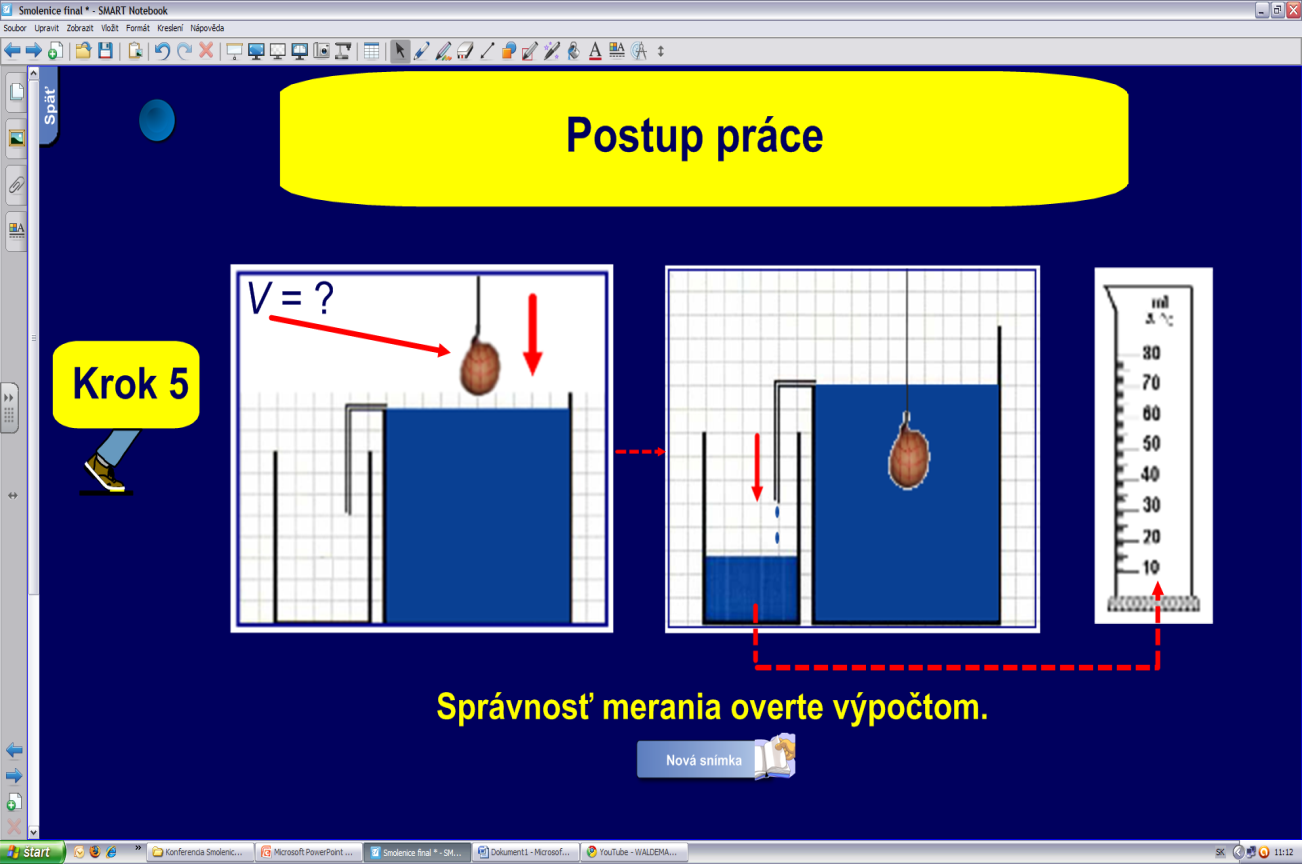 Smolenice final * - SMART Notebook
Soubor Upravit Zobrazit Vložit Formát Kreslení Nápověda
Späť
Postup práce
V = ?
Krok 5
ml
80
70
60
50
40
30
20
10
Správnosť merania overte výpočtom.
Nová snímka
štart
Konferencia Smolenic...
Microsoft PowerPoint ...
Smolenice final * - SM...
Dokument1 - Microsof...
YouTube - WALDEMA...
SK
11:12